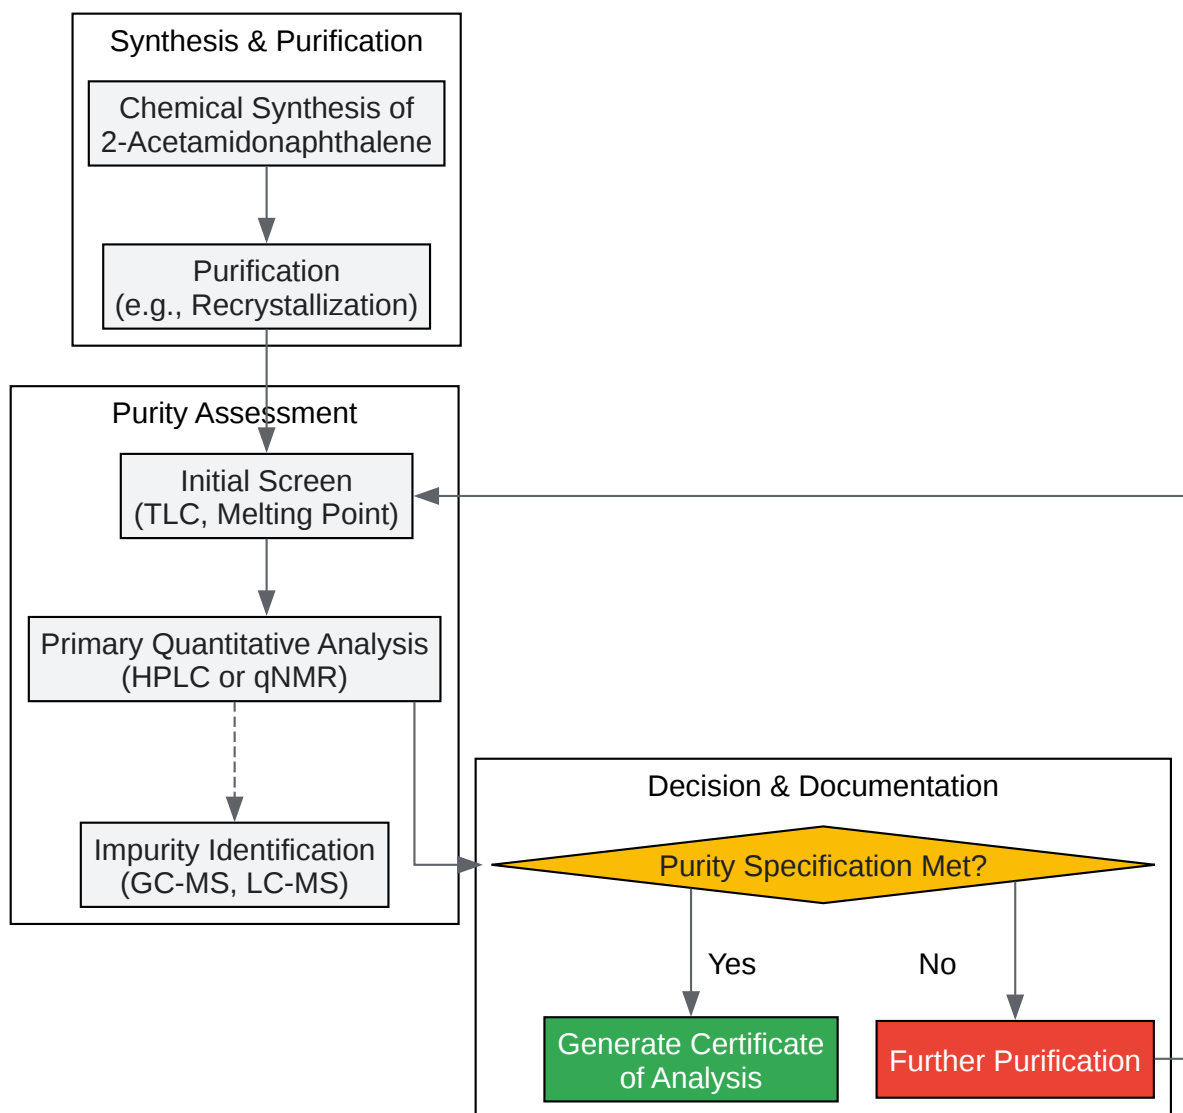 Synthesis & Purification
Chemical Synthesis of
2-Acetamidonaphthalene
Purification
(e.g., Recrystallization)
Purity Assessment
Initial Screen
(TLC, Melting Point)
Primary Quantitative Analysis
(HPLC or qNMR)
Impurity Identification
(GC-MS, LC-MS)
Decision & Documentation
Purity Specification Met?
Yes
No
Generate Certificate
of Analysis
Further Purification